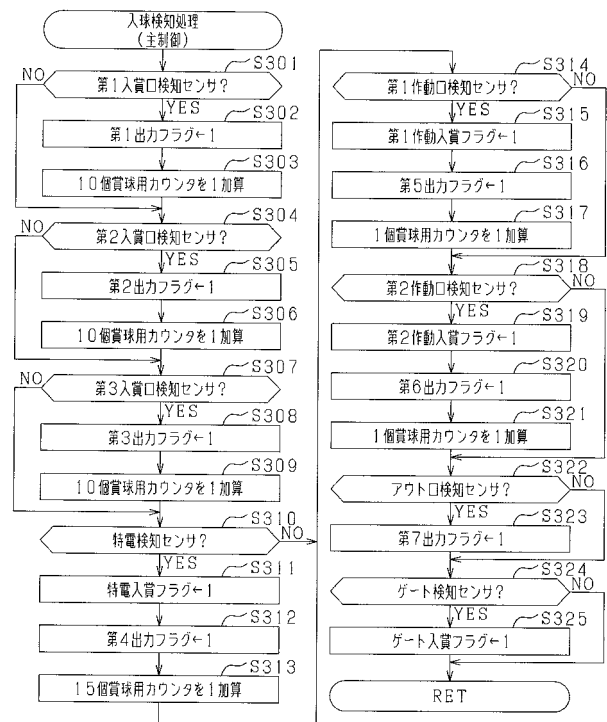 入球検知処理
(主制御)
S301
第1入賞口検知センサ?
NO
YES
S302
第1出力フラグ←1
S303
10個賞球用カウンタを1加算
S304
第2入賞口検知センサ?
NO
YES
S305
第2出力フラグ←1
S306
10個賞球用カウンタを1加算
S307
第3入賞口検知センサ?
NO
YES
S308
第3出力フラグ←1
S309
10個賞球用カウンタを1加算
S310
特電検知センサ?
NO
YES
S311
特電入賞フラグ←1
S312
第4出力フラグ←1
S313
15個賞球用カウンタを1加算
S314
第1作動口検知センサ?
NO
YES
S315
第1作動入賞フラグ←1
S316
第5出力フラグ←1
S317
1個賞球用カウンタを1加算
S318
第2作動口検知センサ?
NO
YES
S319
第2作動入賞フラグ←1
S320
第6出力フラグ←1
S321
1個賞球用カウンタを1加算
S322
アウト口検知センサ?
NO
YES
S323
第7出力フラグ←1
S324
ゲート検知センサ?
NO
YES
S325
ゲート入賞フラグ←1
RET